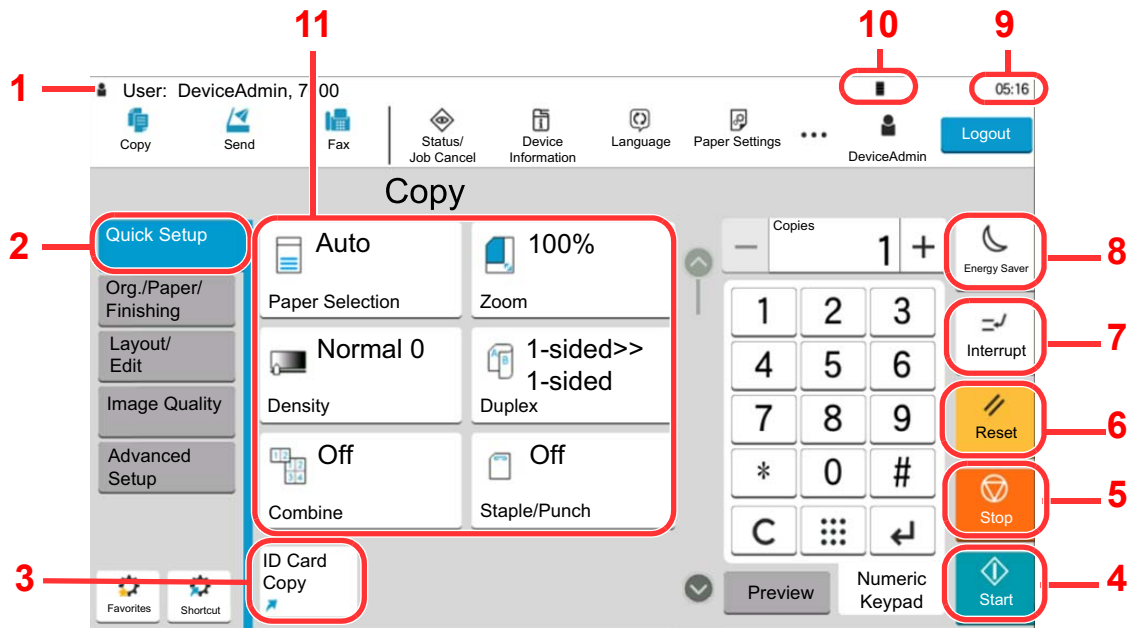 11
10
9
1
User: DeviceAdmin, 7
00
05:16
Copy
Send
Fax
Status/
Job Cancel
Device
Information
Language
Paper Settings
DeviceAdmin
Logout
Copy
2
Quick Setup
Org./Paper/
Finishing
Layout/
Edit
Image Quality
Advanced
Setup
Auto
Paper Selection
100%
Zoom
Normal 0
Density
1-sided>>
1-sided
Duplex
Off
Combine
Off
Staple/Punch
3
ID Card
Copy
Favorites
Shortcut
Copies
− 1 +
1 2 3
4 5 6
7 8 9
* 0 #
C
Preview
Numeric
Keypad
Energy Saver
8
Interrupt
7
Reset
6
Stop
5
Start
4